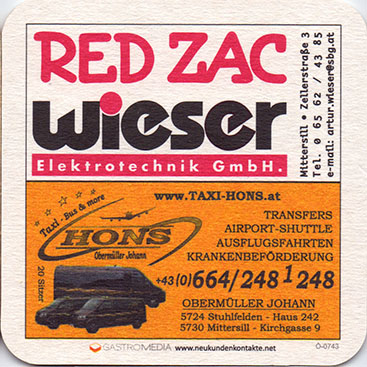 RED ZAC
wieser
Elektrotechnik GmbH.
Mittersill • Zellerstraße 3
Tel. 0 65 62 / 43 85
e-mail: artur.wieser@sbg.at
www.TAXI-HONS.at
Taxi - Bus & more
HONS
Obermüller Johann
20 Sitzer
TRANSFERS
AIRPORT-SHUTTLE
AUSFLUGSFAHRTEN
KRANKENBEFÖRDERUNG
+43(0)664/248 1 248
OBERMÜLLER JOHANN
5724 Stuhlfelden - Haus 242
5730 Mittersill - Kirchgasse 9
GASTROMEDIA www.neukundenkontakte.net
Ö-0743